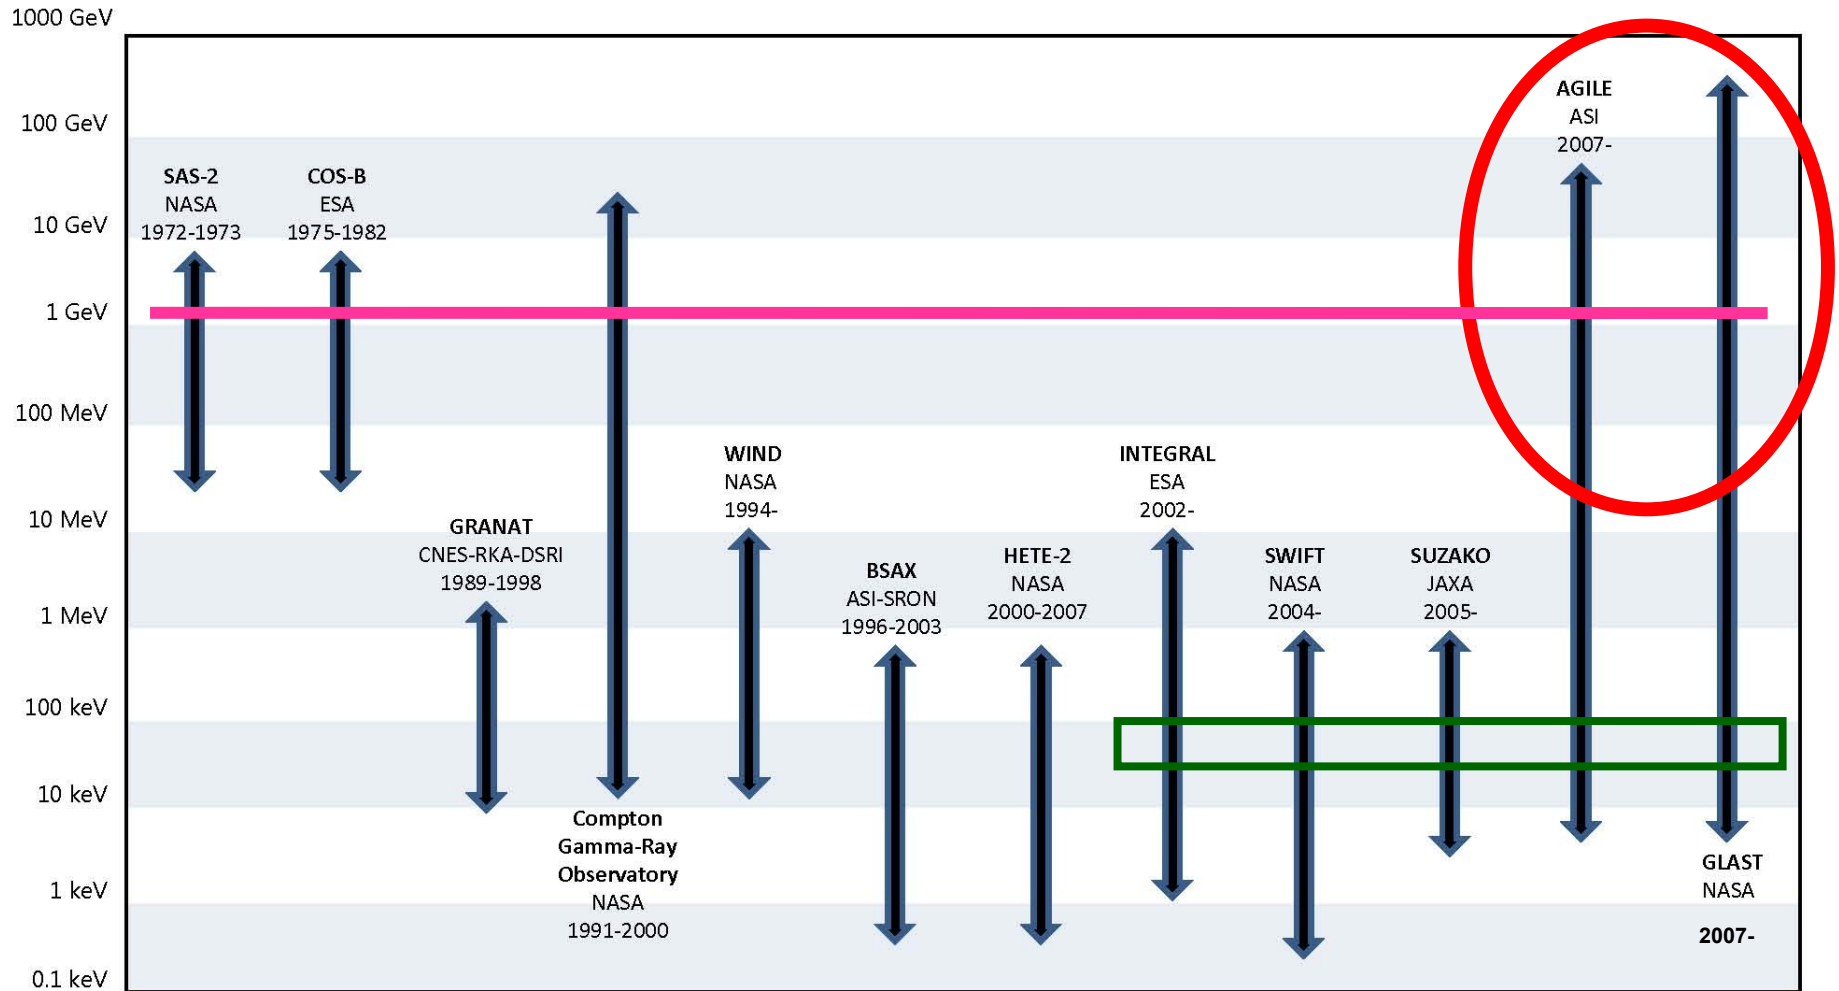 1000 GeV
100 GeV
10 GeV
1 GeV
100 MeV
10 MeV
1 MeV
100 keV
10 keV
1 keV
0.1 keV
SAS-2
NASA
1972-1973
COS-B
ESA
1975-1982
GRANAT
CNES-RKA-DSRI
1989-1998
Compton
Gamma-Ray
Observatory
NASA
1991-2000
WIND
NASA
1994-
BSAX
ASI-SRON
1996-2003
HETE-2
NASA
2000-2007
INTEGRAL
ESA
2002-
SWIFT
NASA
2004-
SUZAKO
JAXA
2005-
AGILE
ASI
2007-
GLAST
NASA
2007-